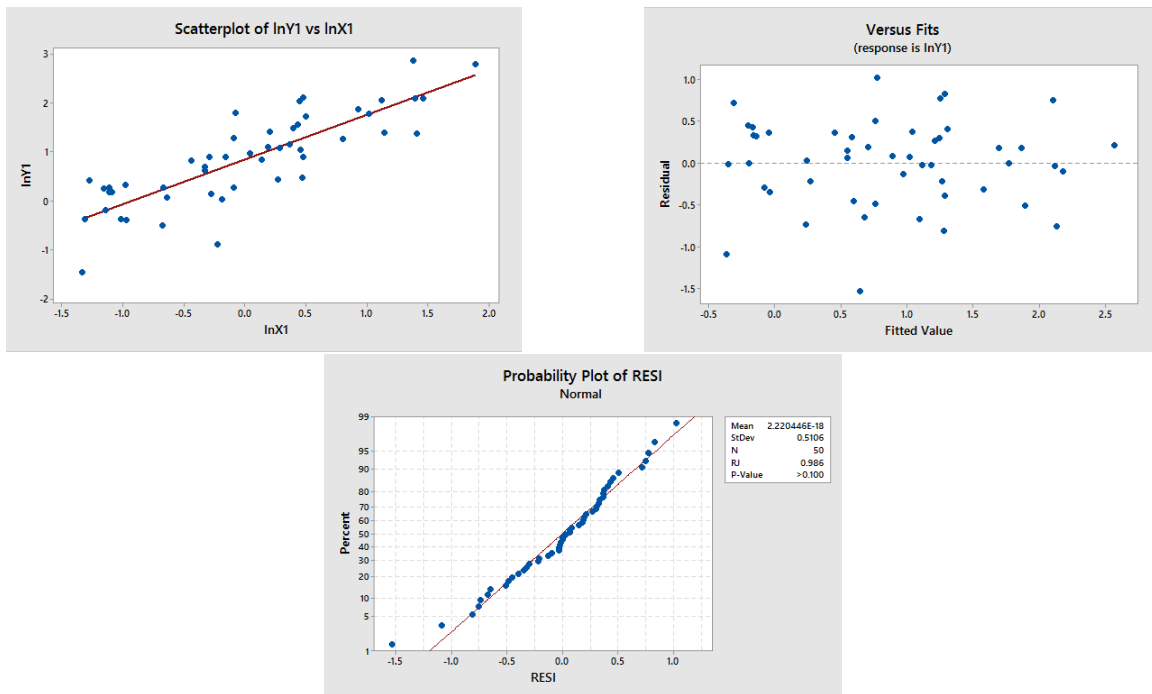 Scatterplot of lnY1 vs lnX1
3
2
1
0
-1
-2
lnY1
-1.5 -1.0 -0.5 0.0 0.5 1.0 1.5 2.0
lnX1
Versus Fits
(response is lnY1)
1.0
0.5
0.0
-0.5
-1.0
-1.5
Residual
-0.5 0.0 0.5 1.0 1.5 2.0 2.5
Fitted Value
Probability Plot of RESI
Normal
99
95
90
80
70
60
50
40
30
20
10
5
1
Percent
-1.5 -1.0 -0.5 0.0 0.5 1.0
RESI
Mean 2.220446E-18
StDev 0.5106
N 50
RJ 0.986
P-Value >0.100